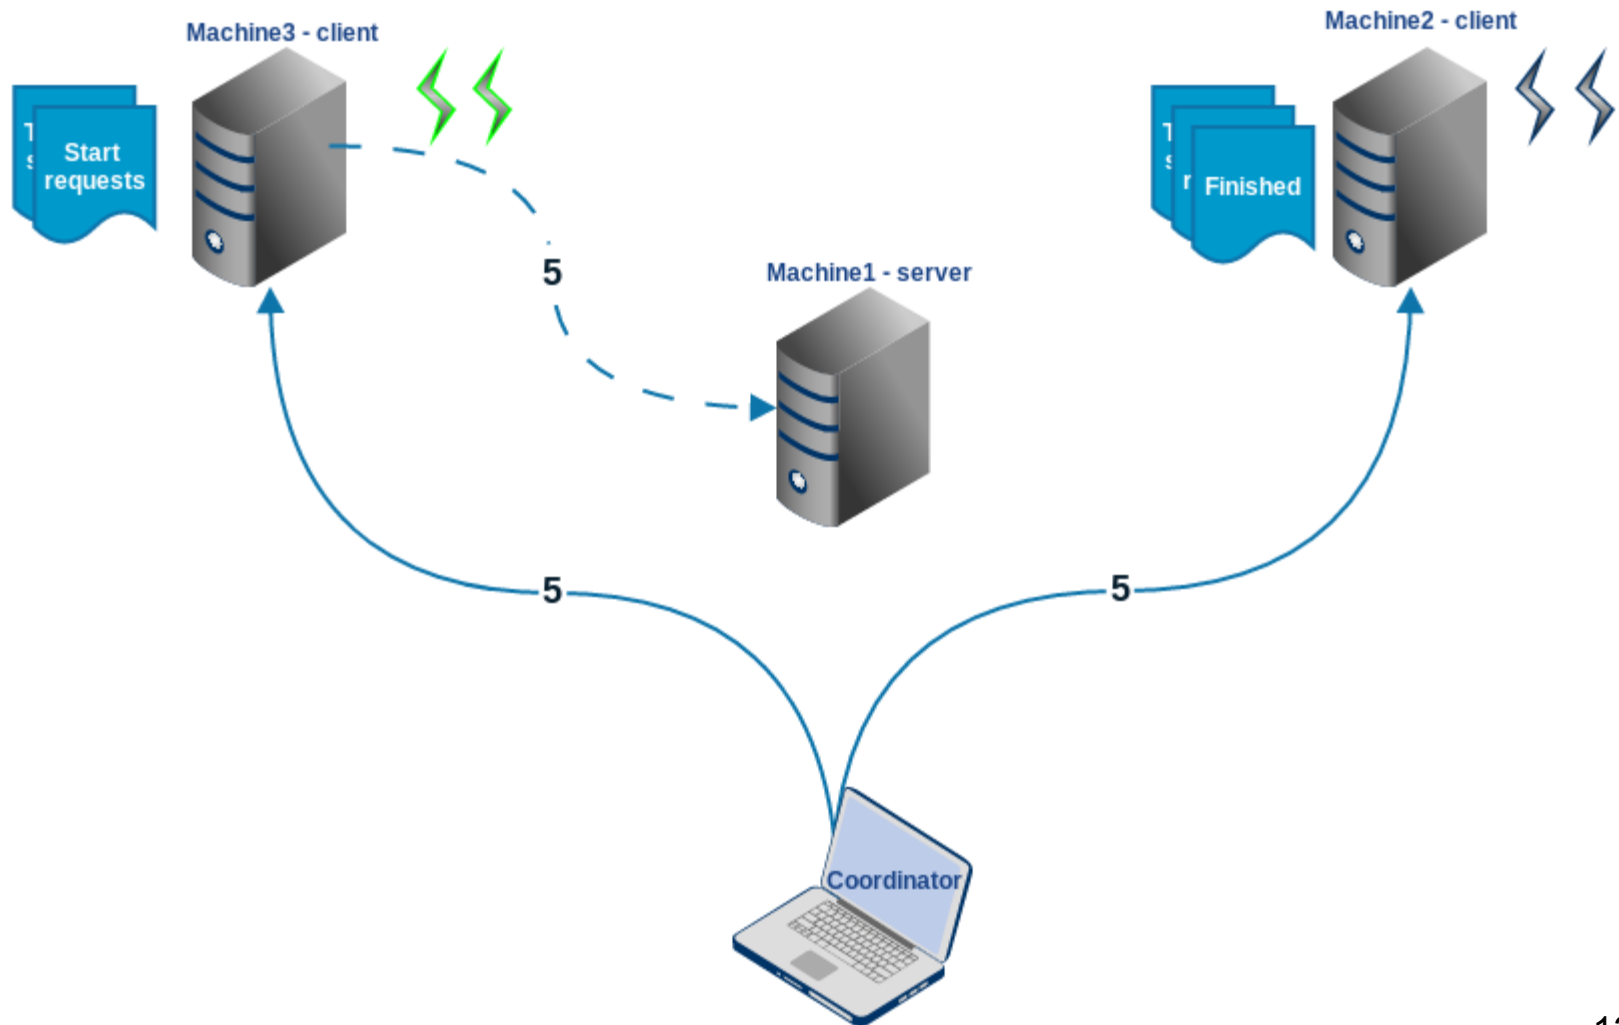 Machine3 - client
Machine2 - client
Start
requests
Finished
5
Machine1 - server
5
5
Coordinator